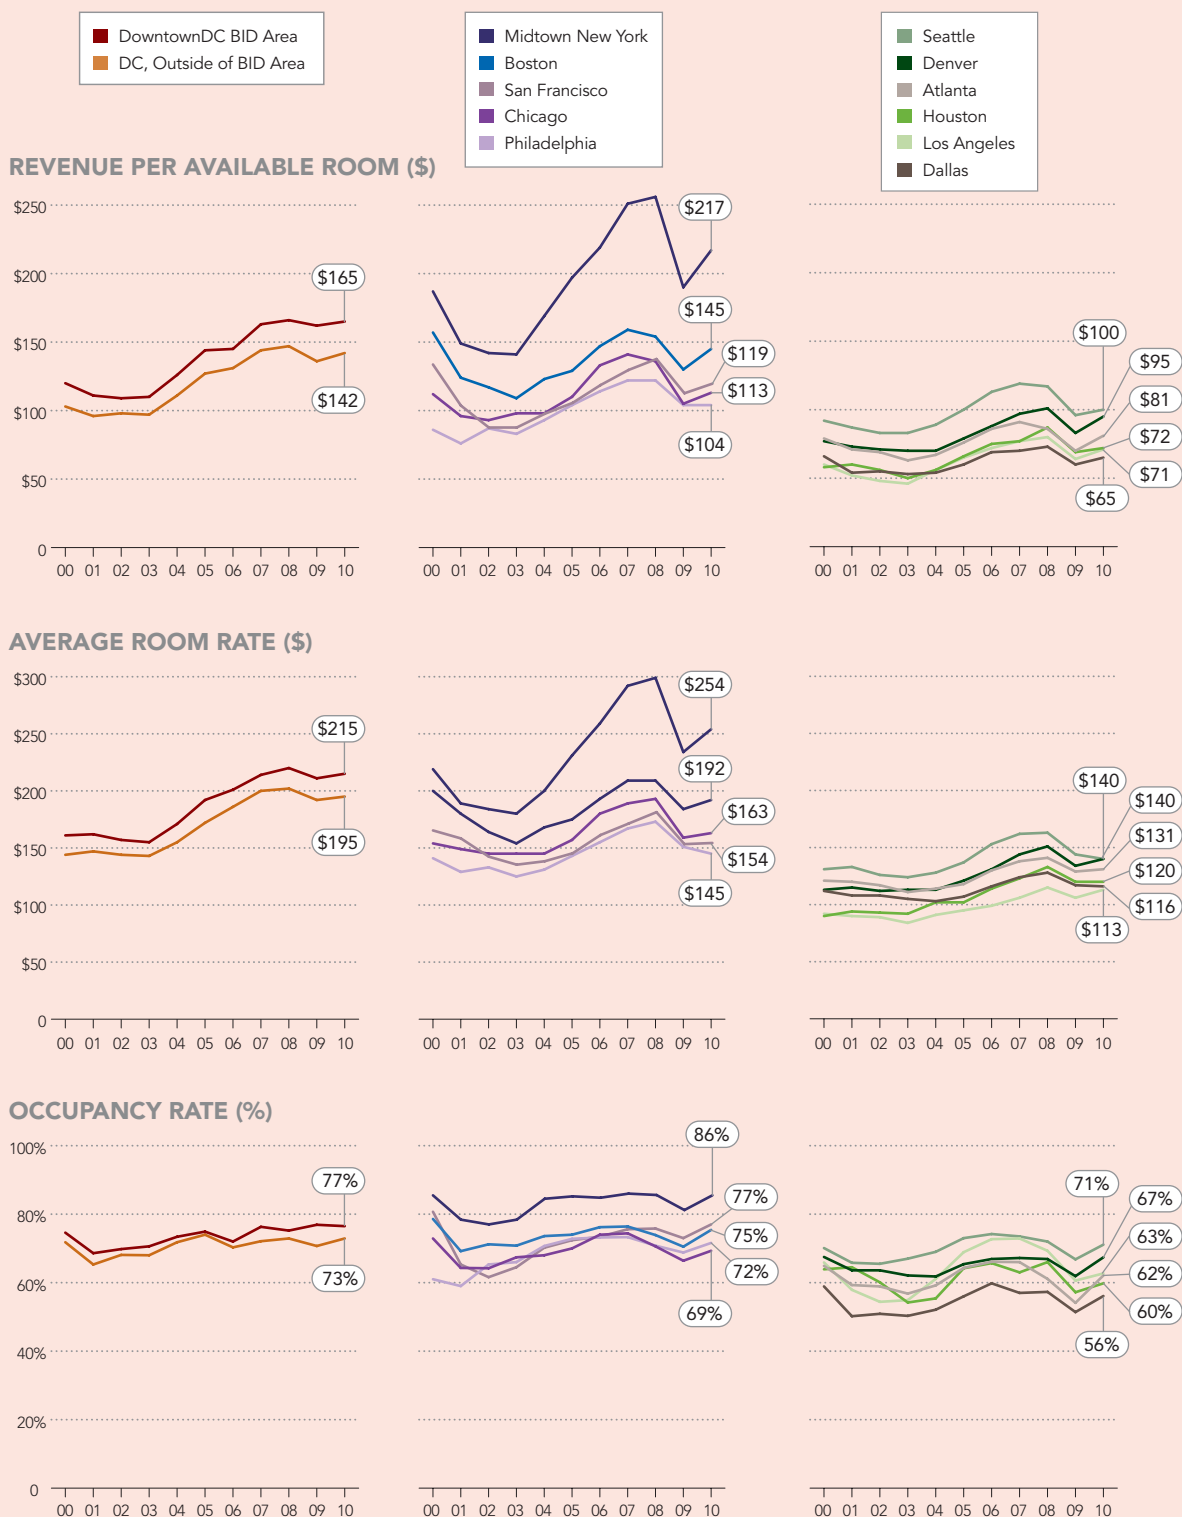 DowntownDC BID Area
DC, Outside of BID Area
Midtown New York
Boston
San Francisco
Chicago
Philadelphia
Seattle
Denver
Atlanta
Houston
Los Angeles
Dallas
REVENUE PER AVAILABLE ROOM ($)
$250
$200
$150
$100
$50
0
$165
$142
00 01 02 03 04 05 06 07 08 09 10
$217
$145
$119
$113
$104
00 01 02 03 04 05 06 07 08 09 10
$100
$95
$81
$72
$71
$65
00 01 02 03 04 05 06 07 08 09 10
AVERAGE ROOM RATE ($)
$300
$250
$200
$150
$100
$50
0
$215
$195
00 01 02 03 04 05 06 07 08 09 10
$254
$192
$163
$154
$145
00 01 02 03 04 05 06 07 08 09 10
$140
$140
$131
$120
$116
$113
00 01 02 03 04 05 06 07 08 09 10
OCCUPANCY RATE (%)
100%
80%
60%
40%
20%
0
77%
73%
00 01 02 03 04 05 06 07 08 09 10
86%
77%
75%
72%
69%
00 01 02 03 04 05 06 07 08 09 10
71%
67%
63%
62%
60%
56%
00 01 02 03 04 05 06 07 08 09 10